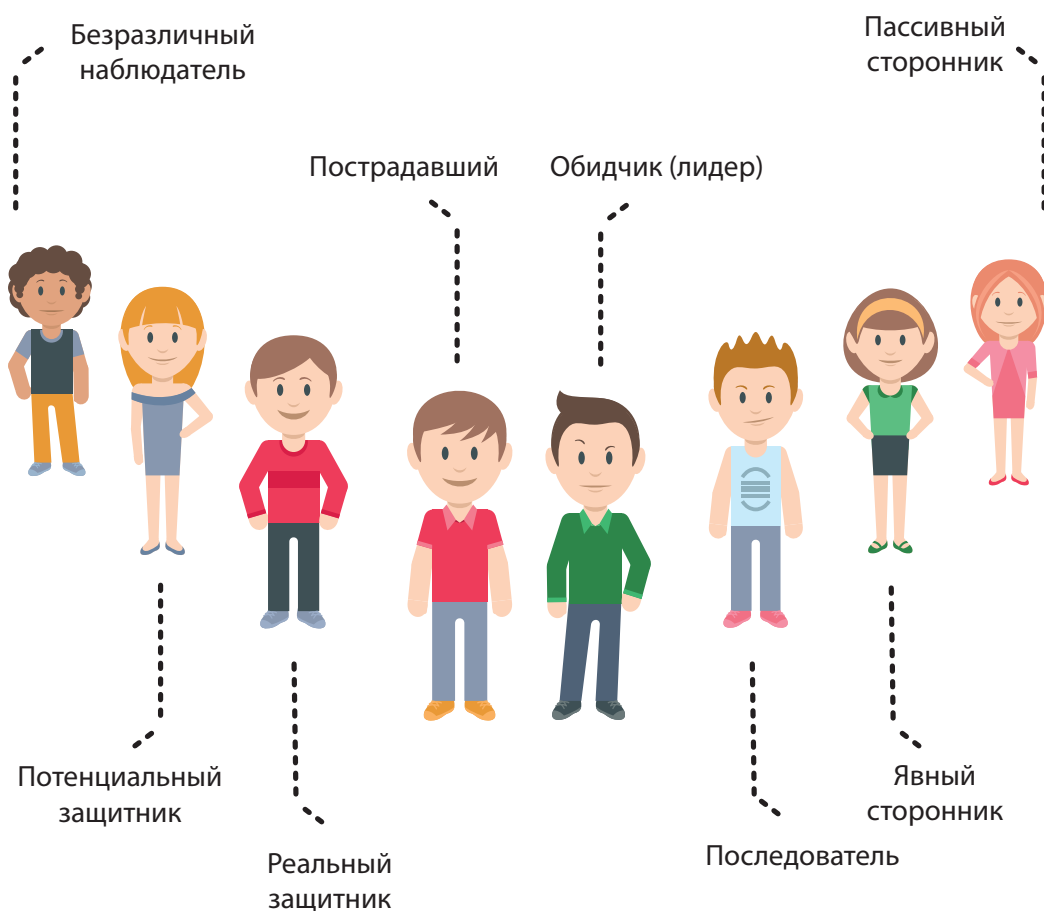 Безразличный
наблюдатель
Пассивный
сторонник
Пострадавший
Обидчик (лидер)
Потенциальный
защитник
Явный
сторонник
Реальный
защитник
Последователь